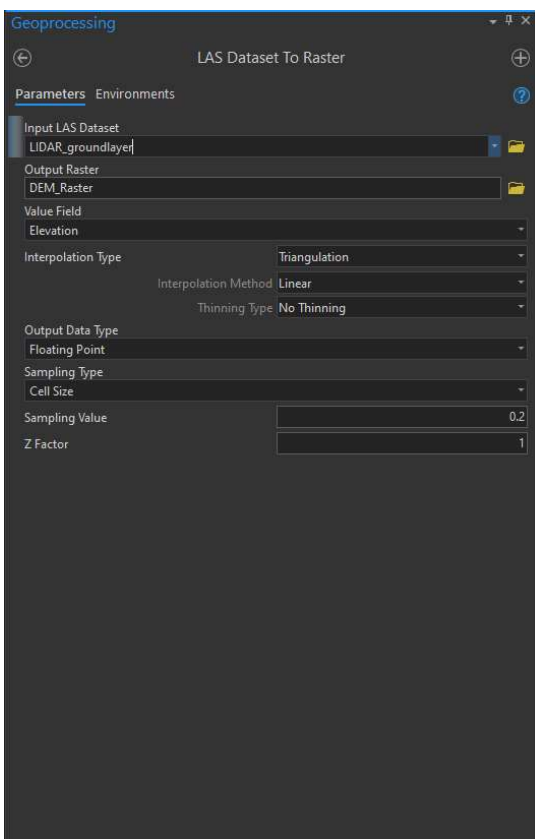 Geoprocessing
LAS Dataset To Raster
Parameters Environments
Input LAS Dataset
LIDAR_groundlayer
Output Raster
DEM_Raster
Value Field
Elevation
Interpolation Type Triangulation
Interpolation Method Linear
Thinning Type No Thinning
Output Data Type
Floating Point
Sampling Type
Cell Size
Sampling Value 0.2
Z Factor 1